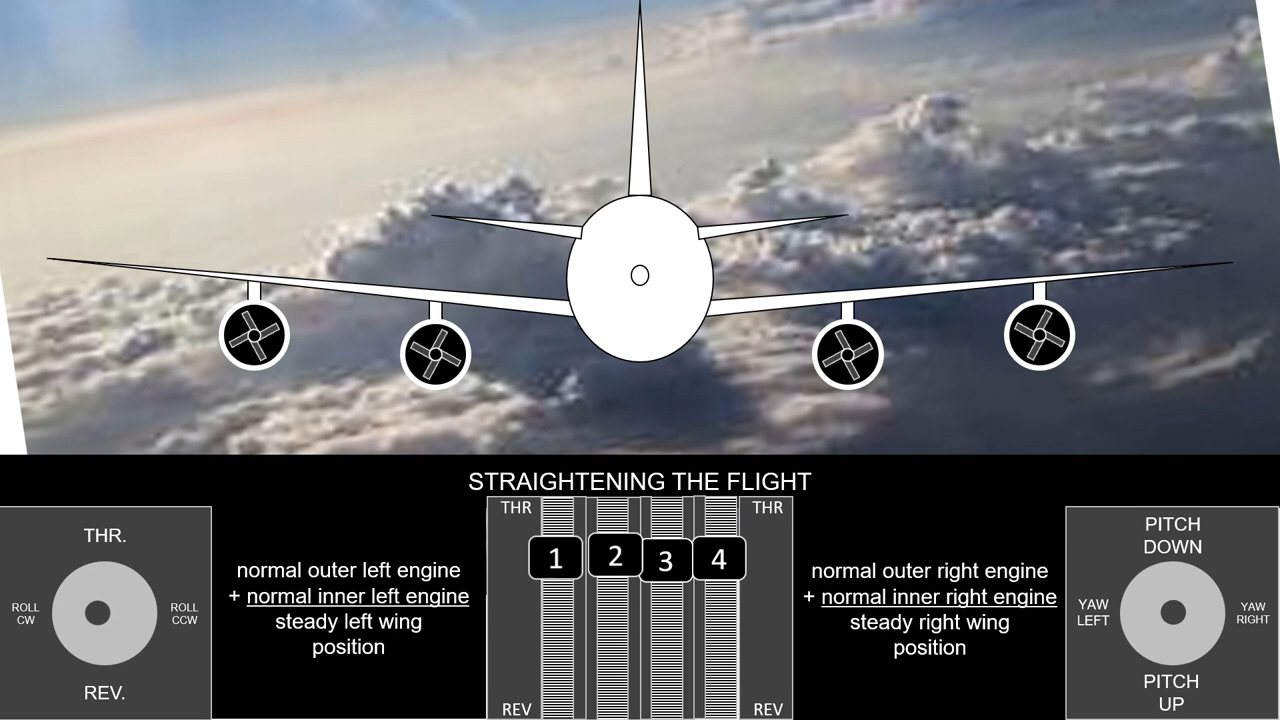 STRAIGHTENING THE FLIGHT
THR.
ROLL
CW
ROLL
CCW
REV.
normal outer left engine
+ normal inner left engine
steady left wing
position
THR
THR
1
2
3
4
REV
REV
normal outer right engine
+ normal inner right engine
steady right wing
position
PITCH
DOWN
YAW
LEFT
YAW
RIGHT
PITCH
UP